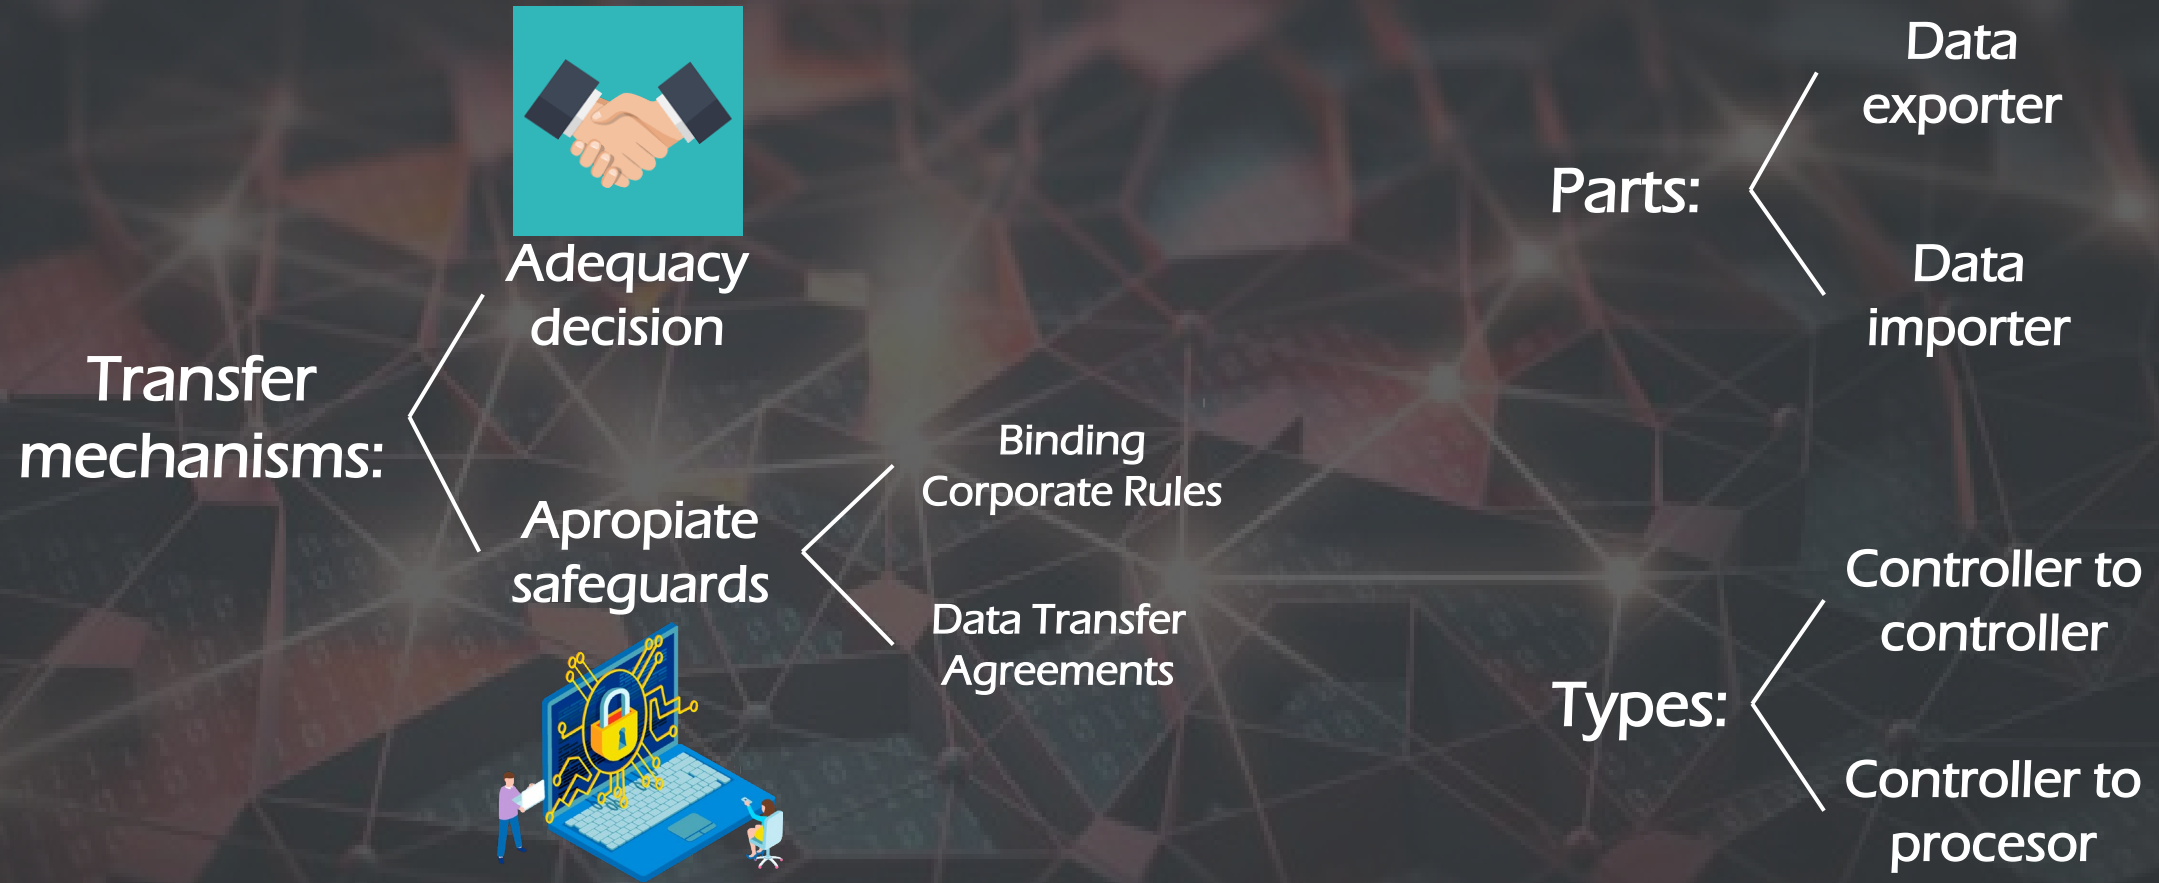 Transfer
mechanisms:
Adequacy
decision
Apropiate
safeguards
Binding
Corporate Rules
Data Transfer
Agreements
Parts:
Data
exporter
Data
importer
Types:
Controller to
controller
Controller to
procesor